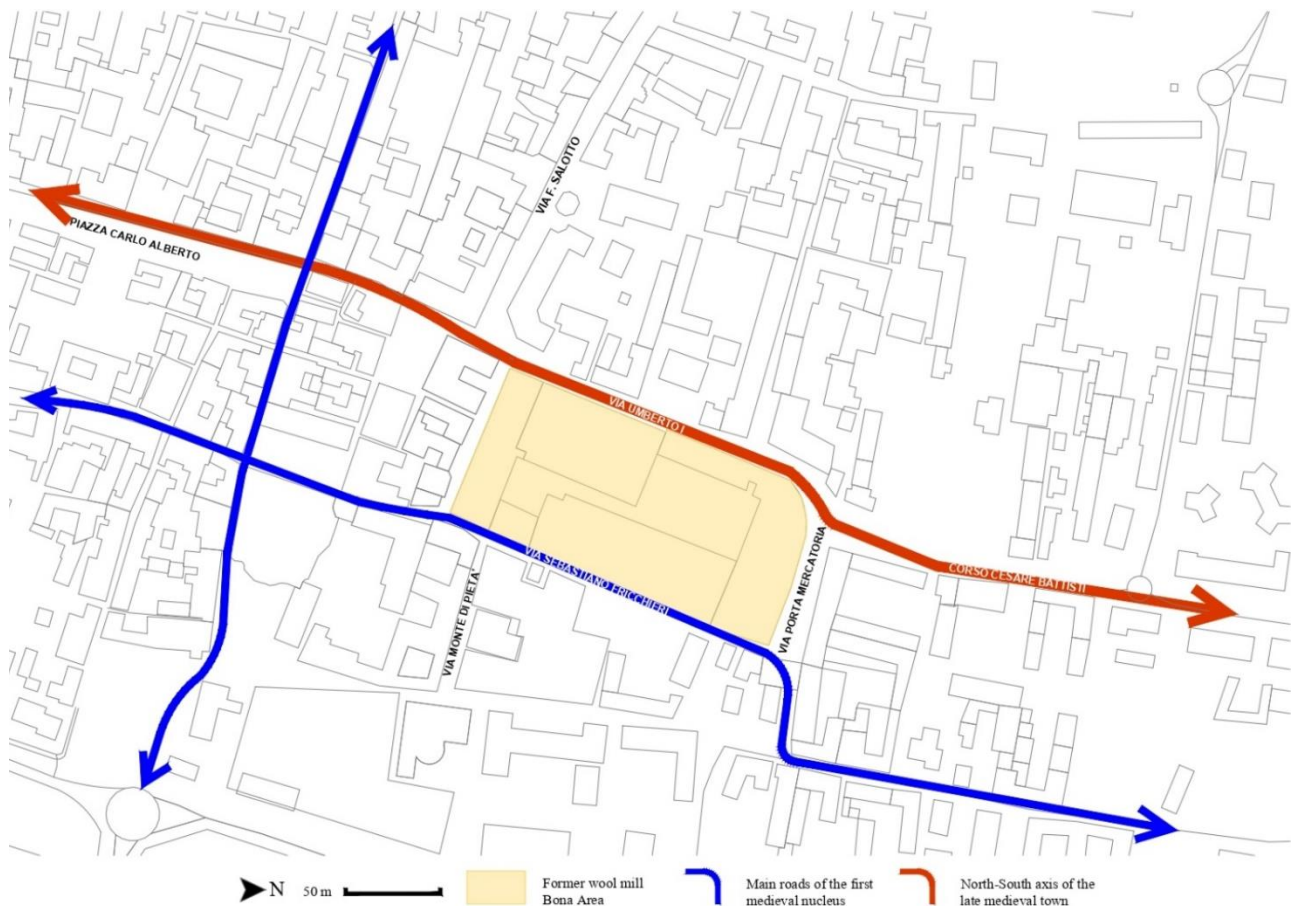 VIA F. SALOTTO
PIAZZA CARLO ALBERTO
VIA UMBERTO I
VIA SEBASTIANO FRICCHIERI
VIA MONTE DI PIETA'
VIA PORTA MERCATORIA
CORSO CESARE BATTISTI
N
50 m
Former wool mill
Bona Area
Main roads of the first
medieval nucleus
North-South axis of the
late medieval town